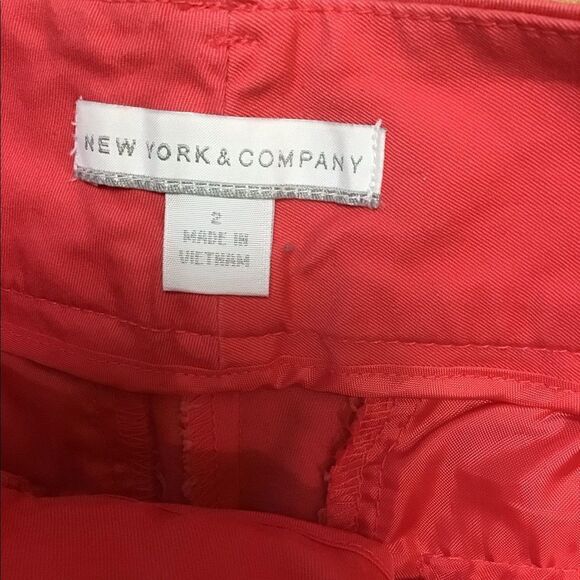 NEW YORK & COMPANY
2
MADE IN
VIETNAM